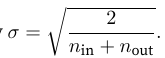 σ = √(2 / (n_in + n_out)).